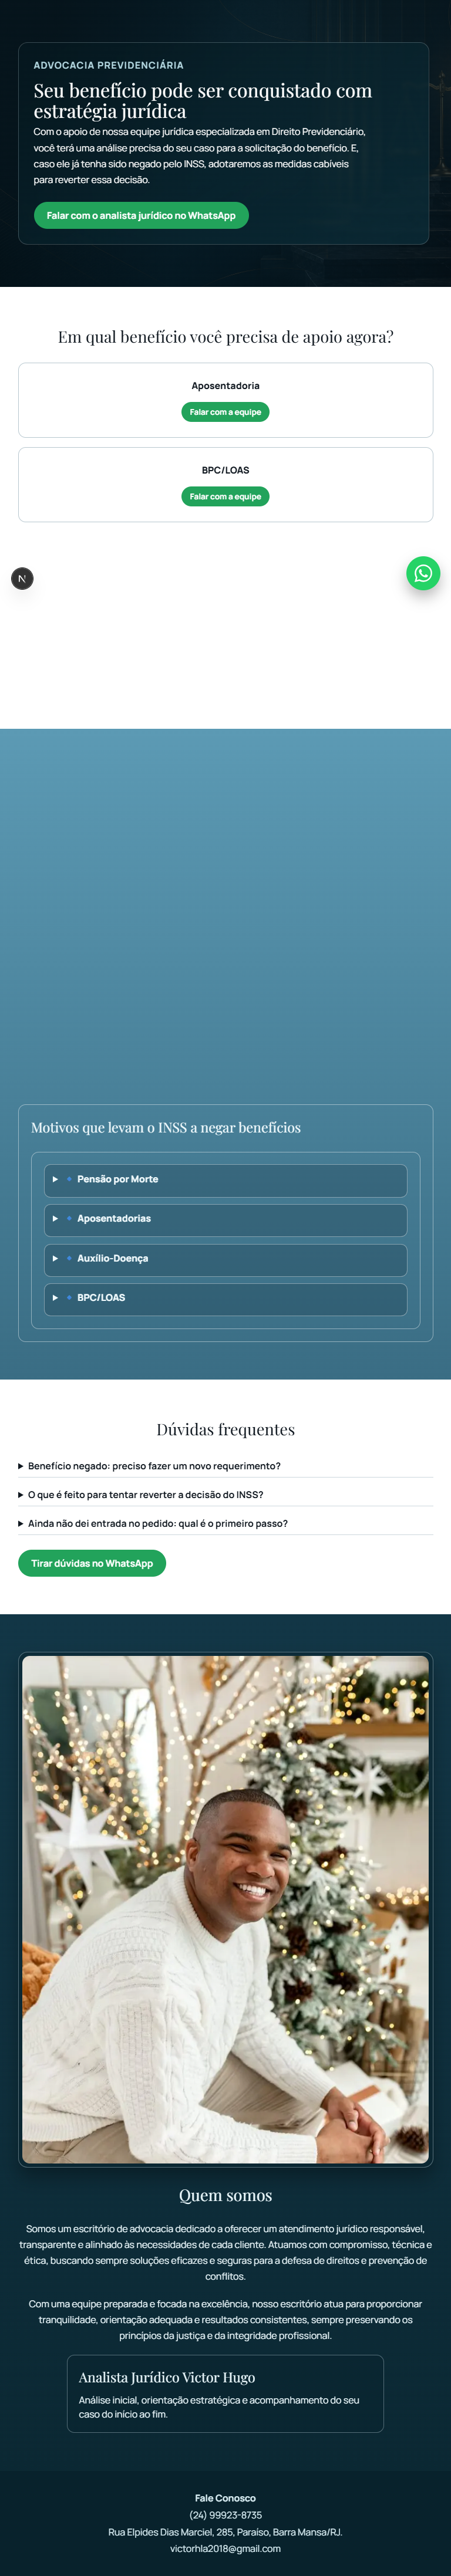 ADVOCACIA PREVIDENCIÁRIA
Seu benefício pode ser conquistado com
estratégia jurídica
Com o apoio de nossa equipe jurídica especializada em Direito Previdenciário,
você terá uma análise precisa do seu caso para a solicitação do benefício. E,
caso ele já tenha sido negado pelo INSS, adotaremos as medidas cabíveis
para reverter essa decisão.
Falar com o analista jurídico no WhatsApp
Em qual benefício você precisa de apoio agora?
Aposentadoria
Falar com a equipe
BPC/LOAS
Falar com a equipe
N
Motivos que levam o INSS a negar benefícios
Pensão por Morte
Aposentadorias
Auxílio-Doença
BPC/LOAS
Dúvidas frequentes
Benefício negado: preciso fazer um novo requerimento?
O que é feito para tentar reverter a decisão do INSS?
Ainda não dei entrada no pedido: qual é o primeiro passo?
Tirar dúvidas no WhatsApp
Quem somos
Somos um escritório de advocacia dedicado a oferecer um atendimento jurídico responsável,
transparente e alinhado às necessidades de cada cliente. Atuamos com compromisso, técnica e
ética, buscando sempre soluções eficazes e seguras para a defesa de direitos e prevenção de
conflitos.
Com uma equipe preparada e focada na excelência, nosso escritório atua para proporcionar
tranquilidade, orientação adequada e resultados consistentes, sempre preservando os
princípios da justiça e da integridade profissional.
Analista Jurídico Victor Hugo
Análise inicial, orientação estratégica e acompanhamento do seu
caso do início ao fim.
Fale Conosco
(24) 99923-8735
Rua Elpides Dias Marciel, 285, Paraíso, Barra Mansa/RJ.
victorhla2018@gmail.com